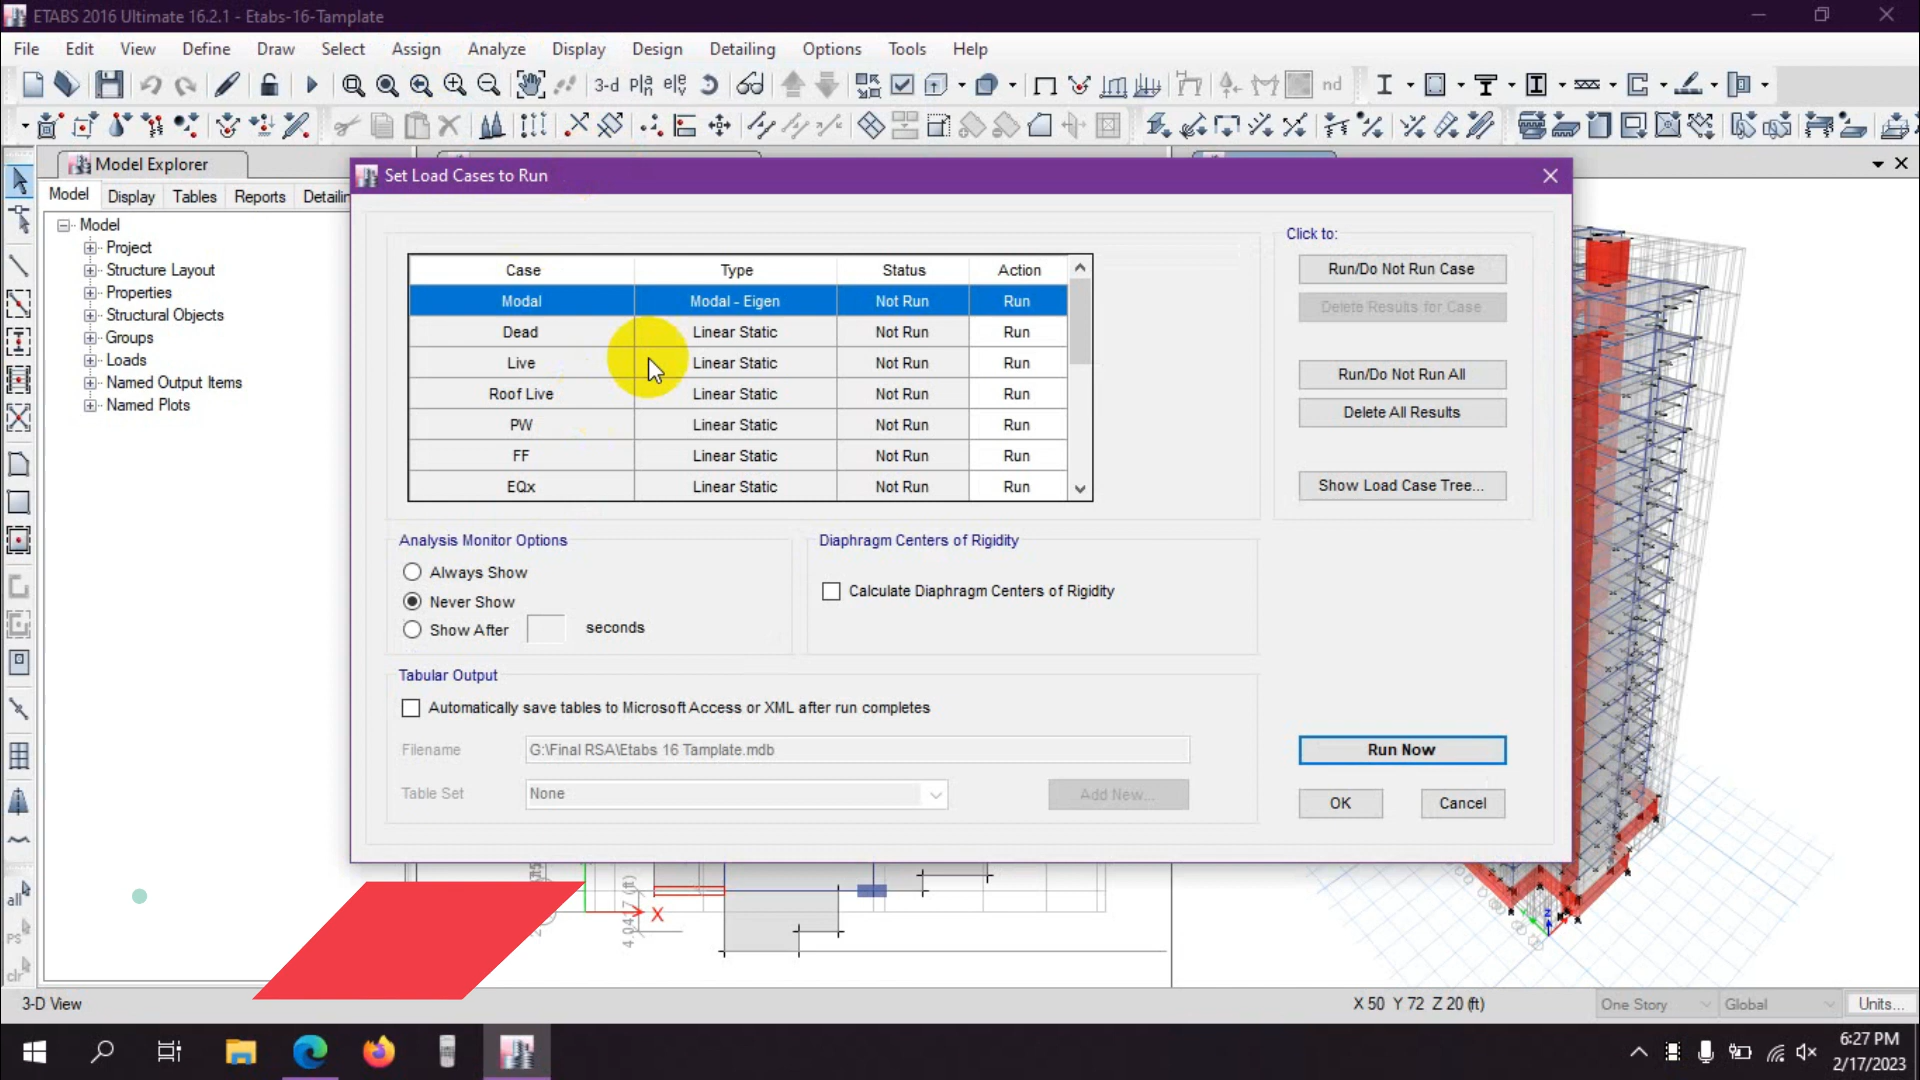 ETABS 2016 Ultimate 16.2.1 - Etabs-16-Tamplate
File Edit View Define Draw Select Assign Analyze Display Design Detailing Options Tools Help
3-d nd
Model Explorer
Model Display Tables Reports
Model
Project
Structure Layout
Properties
Structural Objects
Groups
Loads
Named Output Items
Named Plots
Set Load Cases to Run
Case Type Status Action
Modal Modal - Eigen Not Run Run
Dead Linear Static Not Run Run
Live Linear Static Not Run Run
Roof Live Linear Static Not Run Run
PW Linear Static Not Run Run
FF Linear Static Not Run Run
EQx Linear Static Not Run Run
Click to:
Run/Do Not Run Case
Delete Results for Case
Run/Do Not Run All
Delete All Results
Show Load Case Tree...
Analysis Monitor Options
Always Show
Never Show
Show After seconds
Diaphragm Centers of Rigidity
Calculate Diaphragm Centers of Rigidity
Tabular Output
Automatically save tables to Microsoft Access or XML after run completes
Filename G:\Final RSA\Etabs 16 Tamplate.mdb
Table Set None Add New...
Run Now
OK Cancel
all
PS
clr
4.0417 (ft)
X
Z
3-D View X 50 Y 72 Z 20 (ft) One Story Global Units...
6:27 PM
2/17/2023